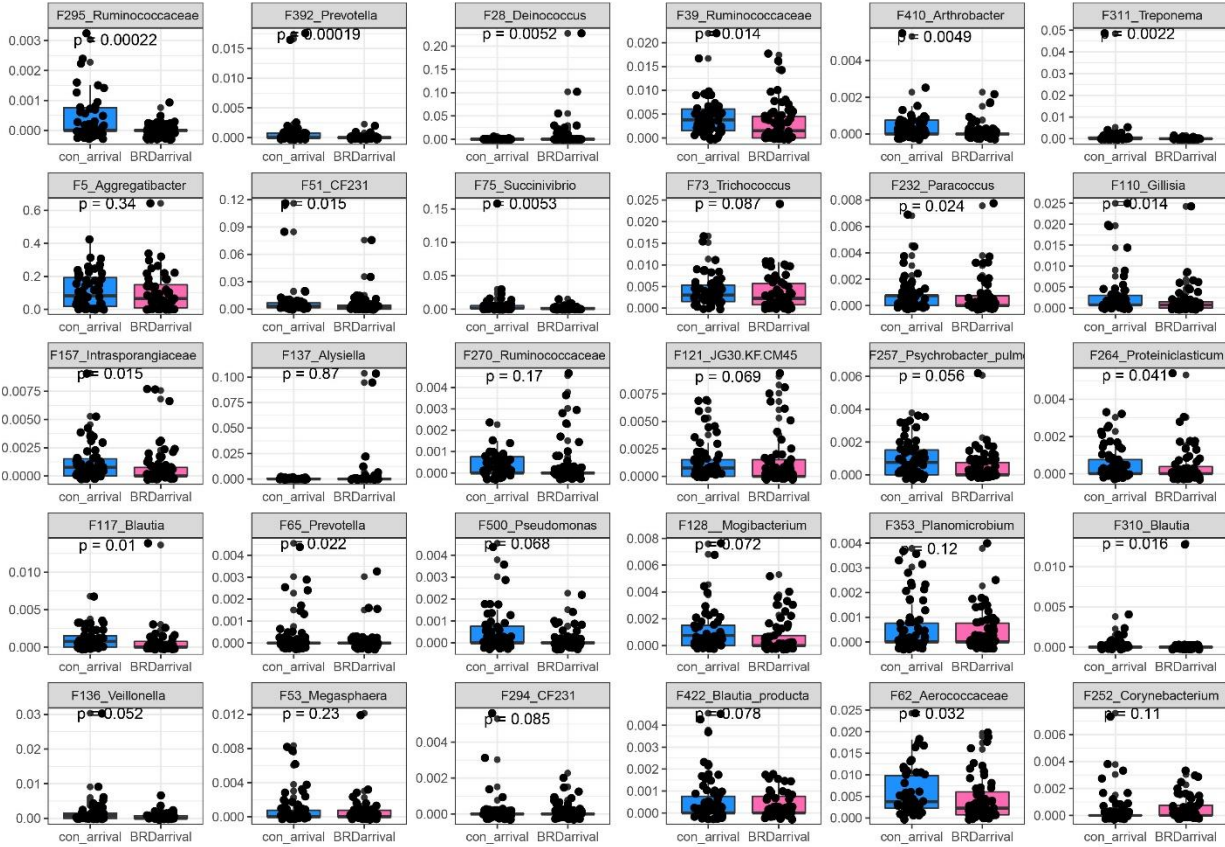 F295_Ruminococcaceae F392_Prevotella F28_Deinococcus F39_Ruminococcaceae F410_Arthrobacter F311_Treponema
p = 0.00022 p = 0.00019 p = 0.0052 p = 0.014 p = 0.0049 p = 0.0022
0.003 0.015 0.20 0.020 0.004 0.05
0.002 0.010 0.15 0.015 0.002 0.04
0.001 0.005 0.10 0.010 0.000 0.03
0.000 0.000 0.05 0.005 0.02
0.00 0.000 0.01
0.00
con_arrival BRDarrival con_arrival BRDarrival con_arrival BRDarrival con_arrival BRDarrival con_arrival BRDarrival con_arrival BRDarrival
F5_Aggregatibacter F51_CF231 F75_Succinivibrio F73_Trichococcus F232_Paracoccus F110_Gillisia
p = 0.34 p = 0.015 p = 0.0053 p = 0.087 p = 0.024 p = 0.014
0.6 0.12 0.15 0.025 0.008 0.025
0.4 0.09 0.10 0.020 0.006 0.020
0.2 0.06 0.05 0.015 0.004 0.015
0.0 0.03 0.00 0.010 0.002 0.010
0.00 0.005 0.000 0.005
0.000 0.000
con_arrival BRDarrival con_arrival BRDarrival con_arrival BRDarrival con_arrival BRDarrival con_arrival BRDarrival con_arrival BRDarrival
F157_Intrasporangiaceae F137_Alysiella F270_Ruminococcaceae F121_JG30.KF.CM45 F257_Psychrobacter_pulm F264_Proteiniclasticum
p = 0.015 p = 0.87 p = 0.17 p = 0.069 p = 0.056 p = 0.041
0.0075 0.100 0.004 0.0075 0.006 0.004
0.0050 0.075 0.003 0.0050 0.004 0.002
0.0025 0.050 0.002 0.0025 0.002 0.000
0.0000 0.025 0.001 0.0000 0.000
0.000 0.000
con_arrival BRDarrival con_arrival BRDarrival con_arrival BRDarrival con_arrival BRDarrival con_arrival BRDarrival con_arrival BRDarrival
F117_Blautia F65_Prevotella F500_Pseudomonas F128__Mogibacterium F353_Planomicrobium F310_Blautia
p = 0.01 p = 0.022 p = 0.068 p = 0.072 p = 0.12 p = 0.016
0.010 0.004 0.004 0.008 0.004 0.010
0.005 0.003 0.003 0.006 0.003 0.005
0.000 0.002 0.002 0.004 0.002 0.000
0.001 0.001 0.002 0.001
0.000 0.000 0.000 0.000
con_arrival BRDarrival con_arrival BRDarrival con_arrival BRDarrival con_arrival BRDarrival con_arrival BRDarrival con_arrival BRDarrival
F136_Veillonella F53_Megasphaera F294_CF231 F422_Blautia_producta F62_Aerococcaceae F252_Corynebacterium
p = 0.052 p = 0.23 p = 0.085 p = 0.078 p = 0.032 p = 0.11
0.03 0.012 0.004 0.004 0.025 0.006
0.02 0.008 0.002 0.003 0.020 0.004
0.01 0.004 0.000 0.002 0.015 0.002
0.00 0.000 0.001 0.010 0.000
0.000 0.005
0.000
con_arrival BRDarrival con_arrival BRDarrival con_arrival BRDarrival con_arrival BRDarrival con_arrival BRDarrival con_arrival BRDarrival